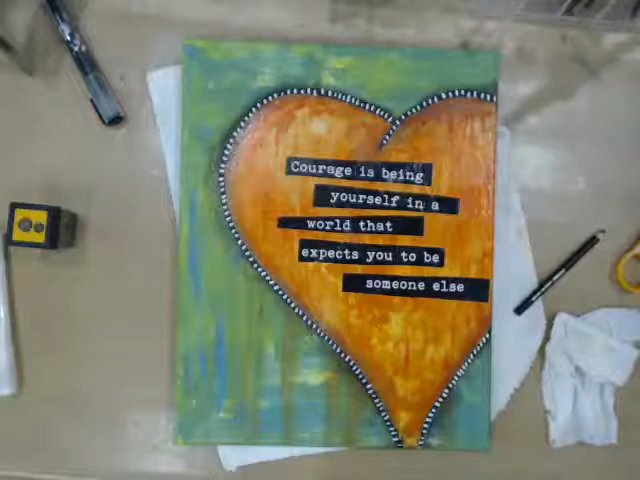 Courage is being
yourself in a
world that
expects you to be
someone else